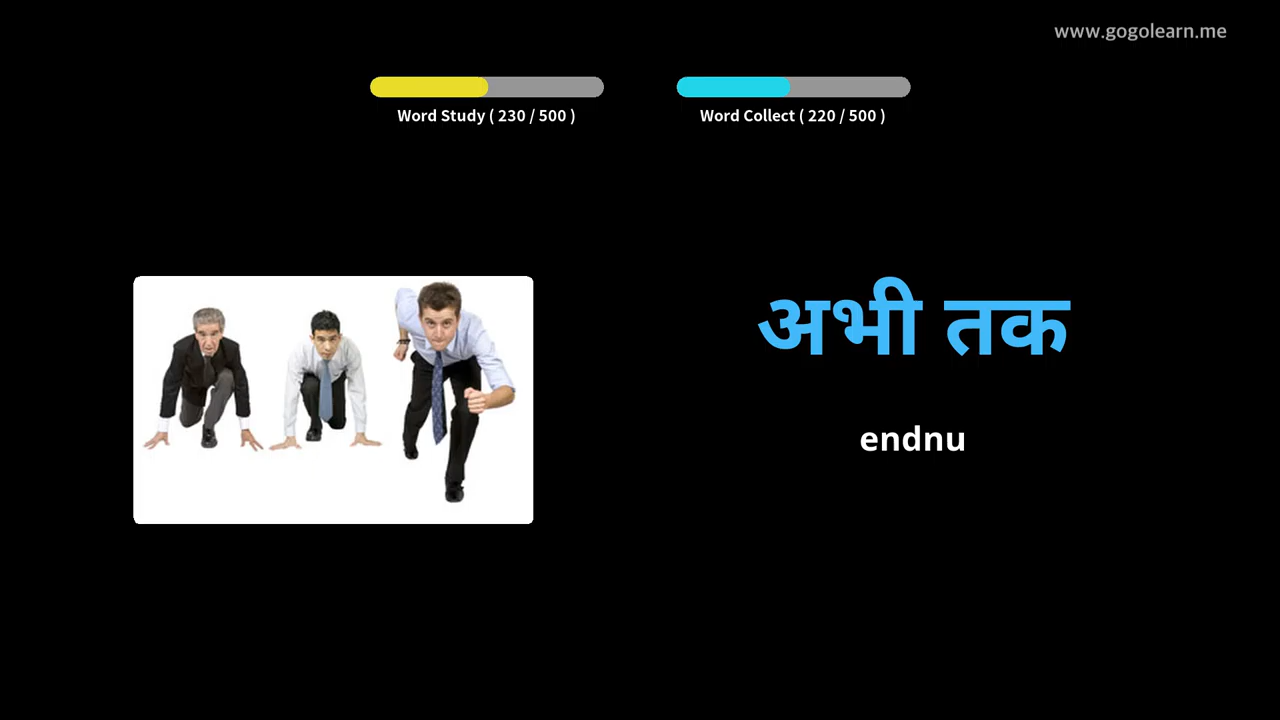 www.gogolearn.me
Word Study ( 230 / 500 )
Word Collect ( 220 / 500 )
अभी तक
endnu